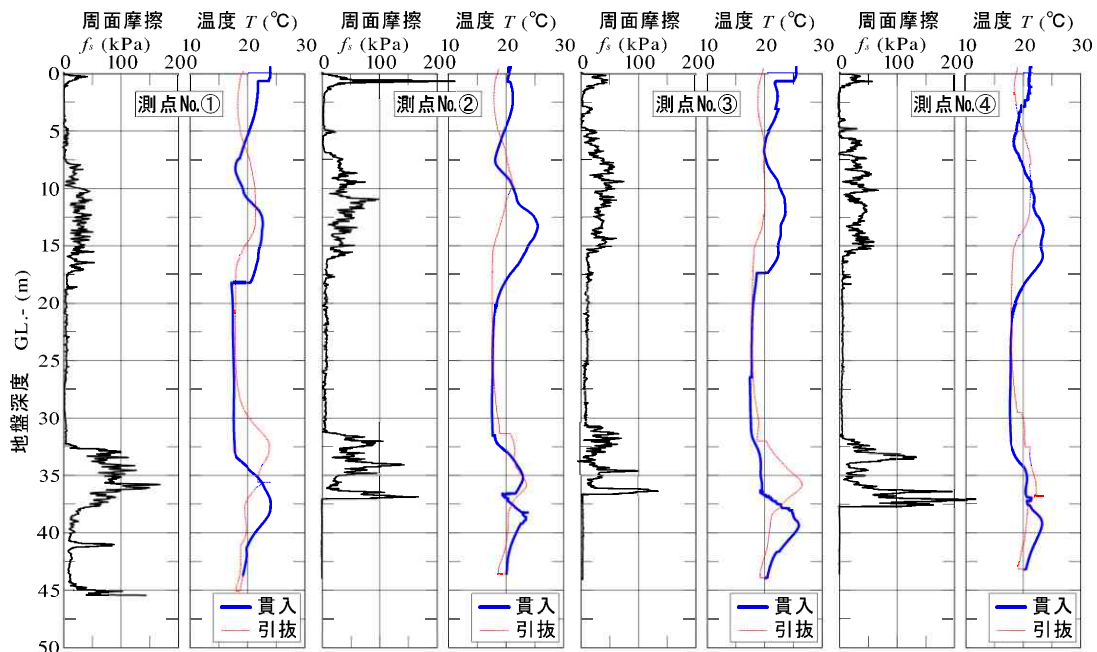 周面摩擦 温度 T (℃) 周面摩擦 温度 T (℃) 周面摩擦 温度 T (℃) 周面摩擦 温度 T (℃)
fs (kPa) fs (kPa) fs (kPa) fs (kPa)
0 100 200 10 20 30 0 100 200 10 20 30 0 100 200 10 20 30 0 100 200 10 20 30
0
測点No.① 測点No.② 測点No.③ 測点No.④
5
10
15
20
25
30
35
40
45
50
地盤深度 GL.- (m)
貫入 貫入 貫入 貫入
引抜 引抜 引抜 引抜